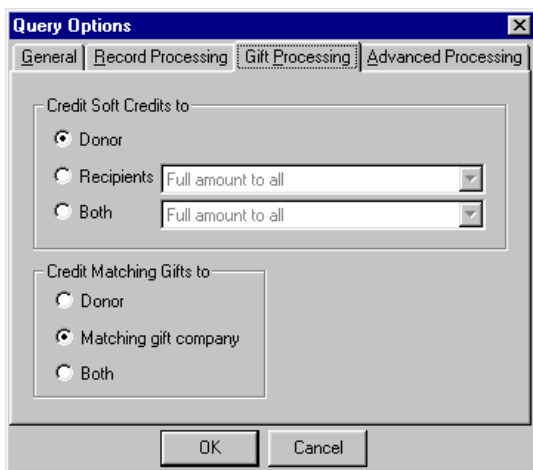 Query Options
General Record Processing Gift Processing Advanced Processing
Credit Soft Credits to
Donor
Recipients Full amount to all
Both Full amount to all
Credit Matching Gifts to
Donor
Matching gift company
Both
OK Cancel